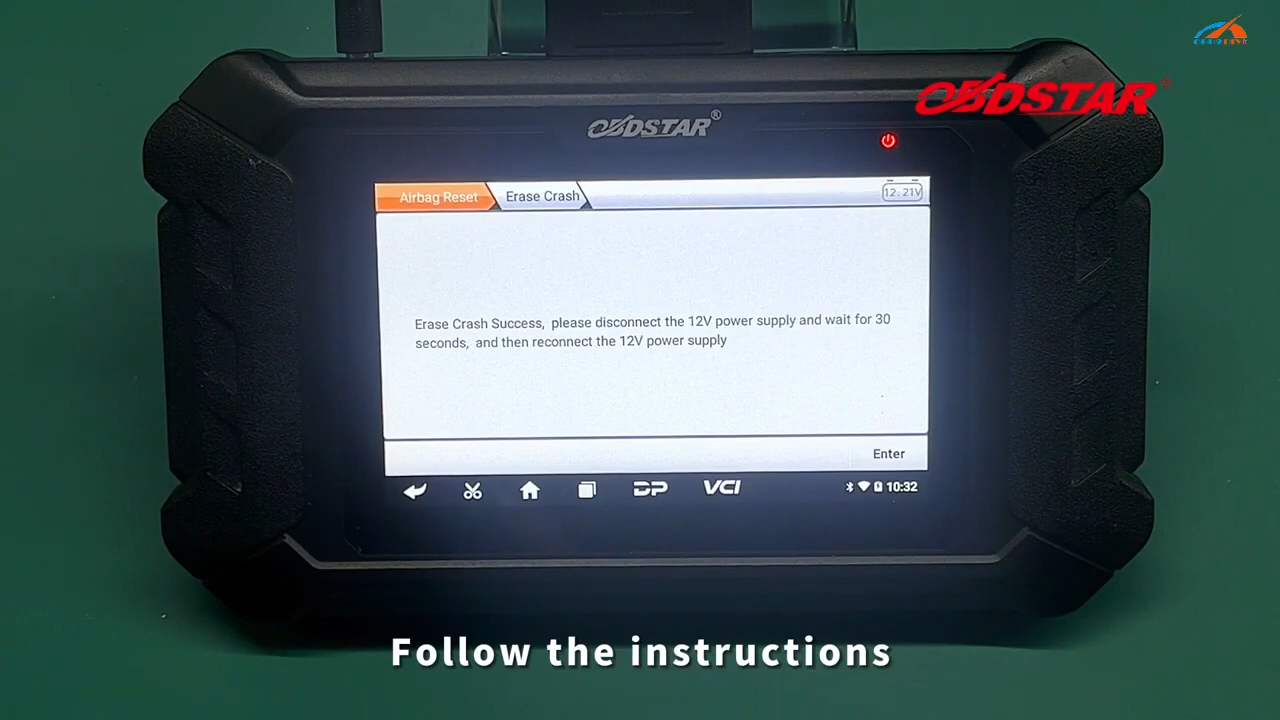 OBDSTAR®
OBDSTAR®
Airbag Reset
Erase Crash
12.21V
Erase Crash Success, please disconnect the 12V power supply and wait for 30
seconds, and then reconnect the 12V power supply
Enter
DP
VCI
10:32
Follow the instructions